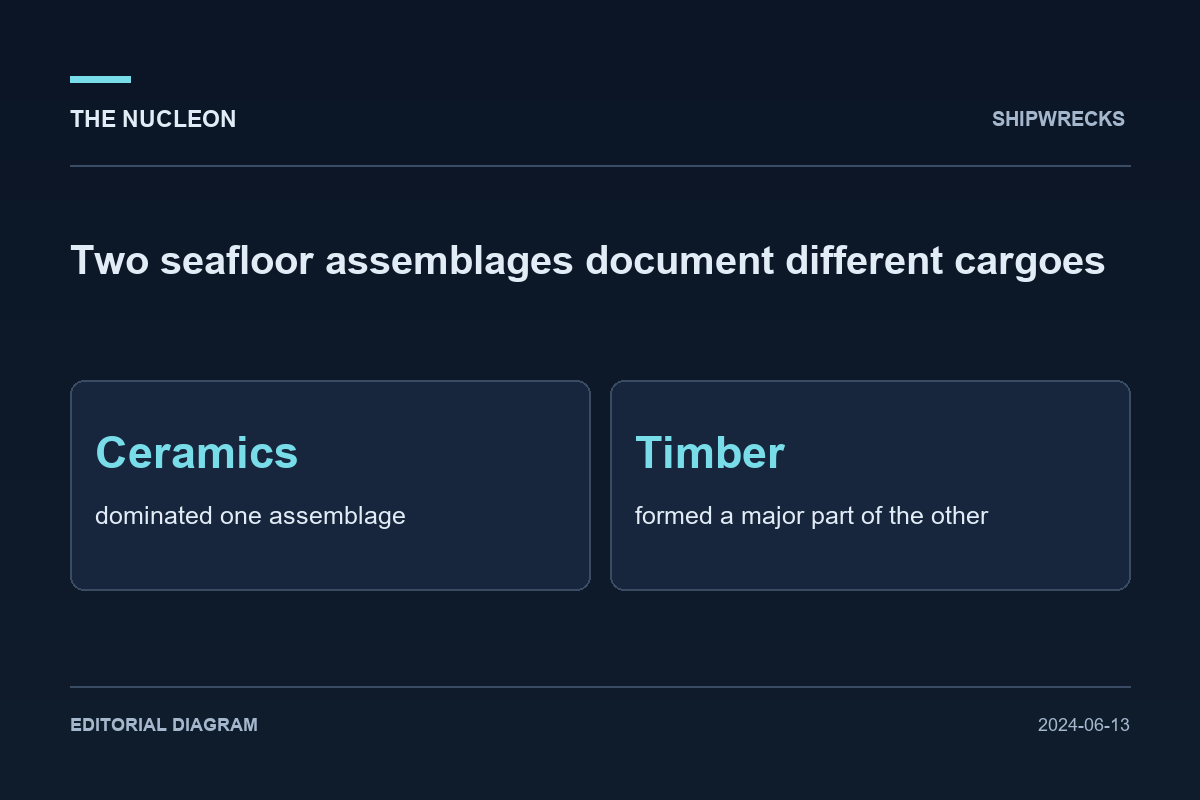 THE NUCLEON
SHIPWRECKS
Two seafloor assemblages document different cargoes
Ceramics
dominated one assemblage
Timber
formed a major part of the other
EDITORIAL DIAGRAM
2024-06-13